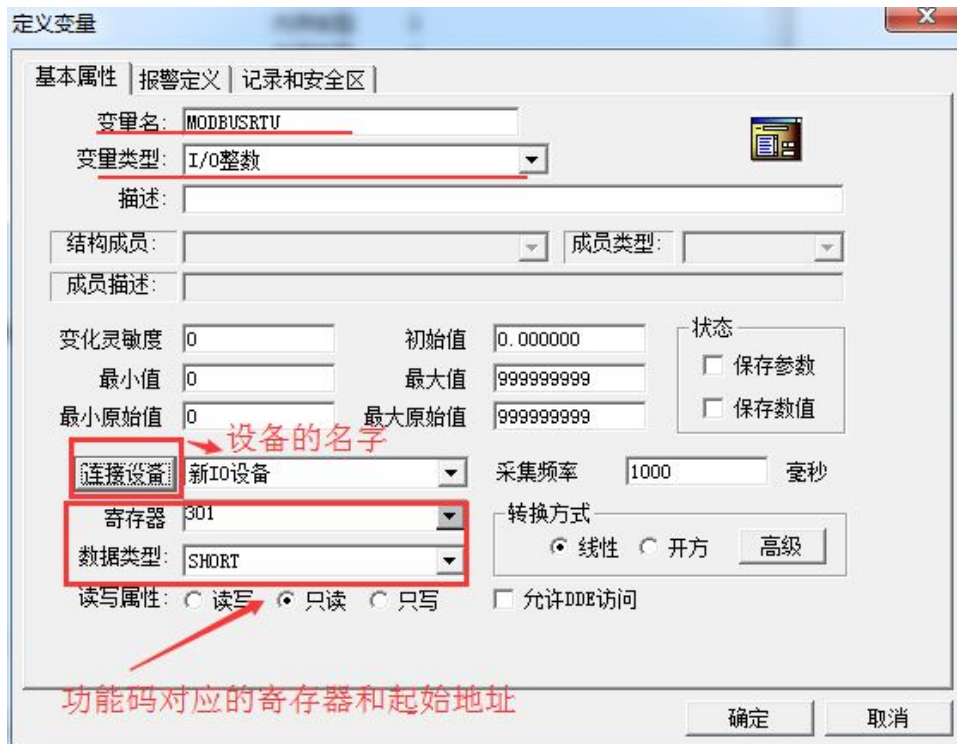 定义变量
基本属性 报警定义 记录和安全区
变量名: MODBUSRTU
变量类型: I/O整数
描述:
结构成员: 成员类型:
成员描述:
变化灵敏度 0 初始值 0.000000 状态
最小值 0 最大值 999999999 保存参数
最小原始值 0 最大原始值 999999999 保存数值
设备的名字
连接设备 新IO设备 采集频率 1000 毫秒
寄存器 301 转换方式
数据类型: SHORT 线性 开方 高级
读写属性: 读写 只读 只写 允许DDE访问
功能码对应的寄存器和起始地址
确定 取消